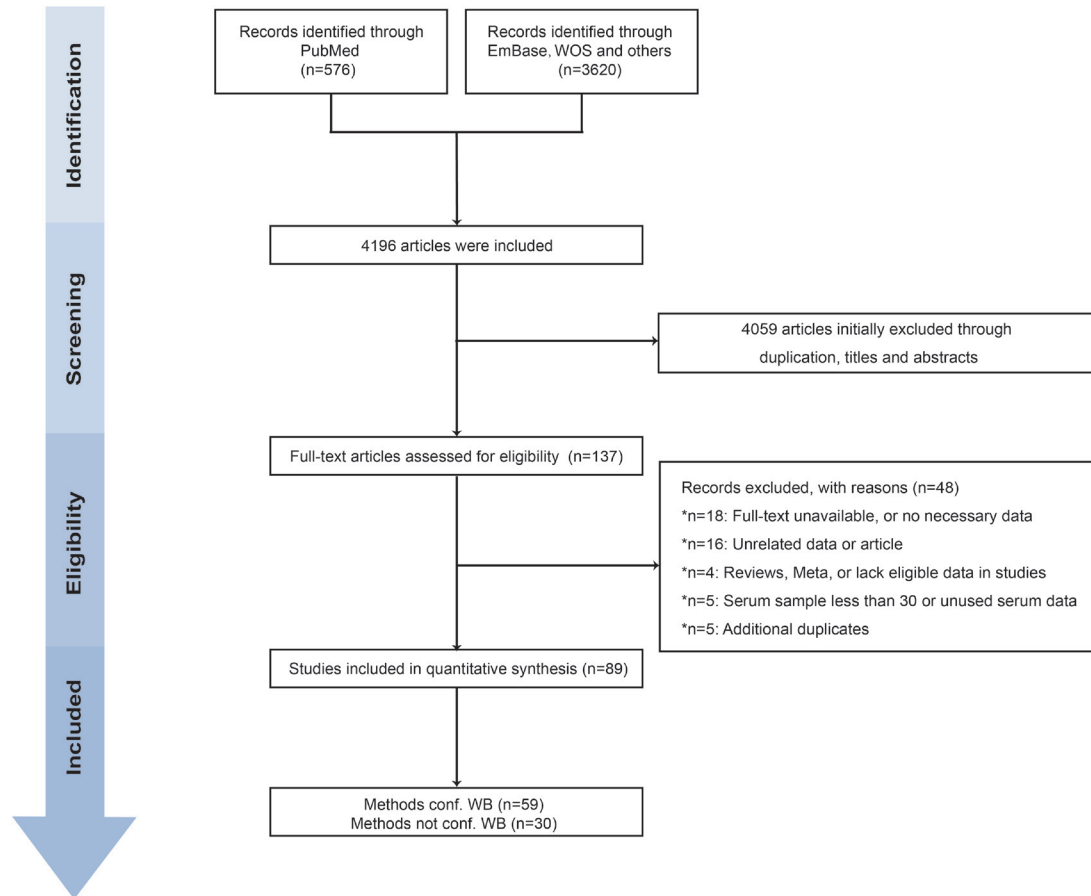 Identification
Records identified through
PubMed
(n=576)
Records identified through
EmBase, WOS and others
(n=3620)
Screening
4196 articles were included
4059 articles initially excluded through
duplication, titles and abstracts
Eligibility
Full-text articles assessed for eligibility (n=137)
Records excluded, with reasons (n=48)
*n=18: Full-text unavailable, or no necessary data
*n=16: Unrelated data or article
*n=4: Reviews, Meta, or lack eligible data in studies
*n=5: Serum sample less than 30 or unused serum data
*n=5: Additional duplicates
Included
Studies included in quantitative synthesis (n=89)
Methods conf. WB (n=59)
Methods not conf. WB (n=30)